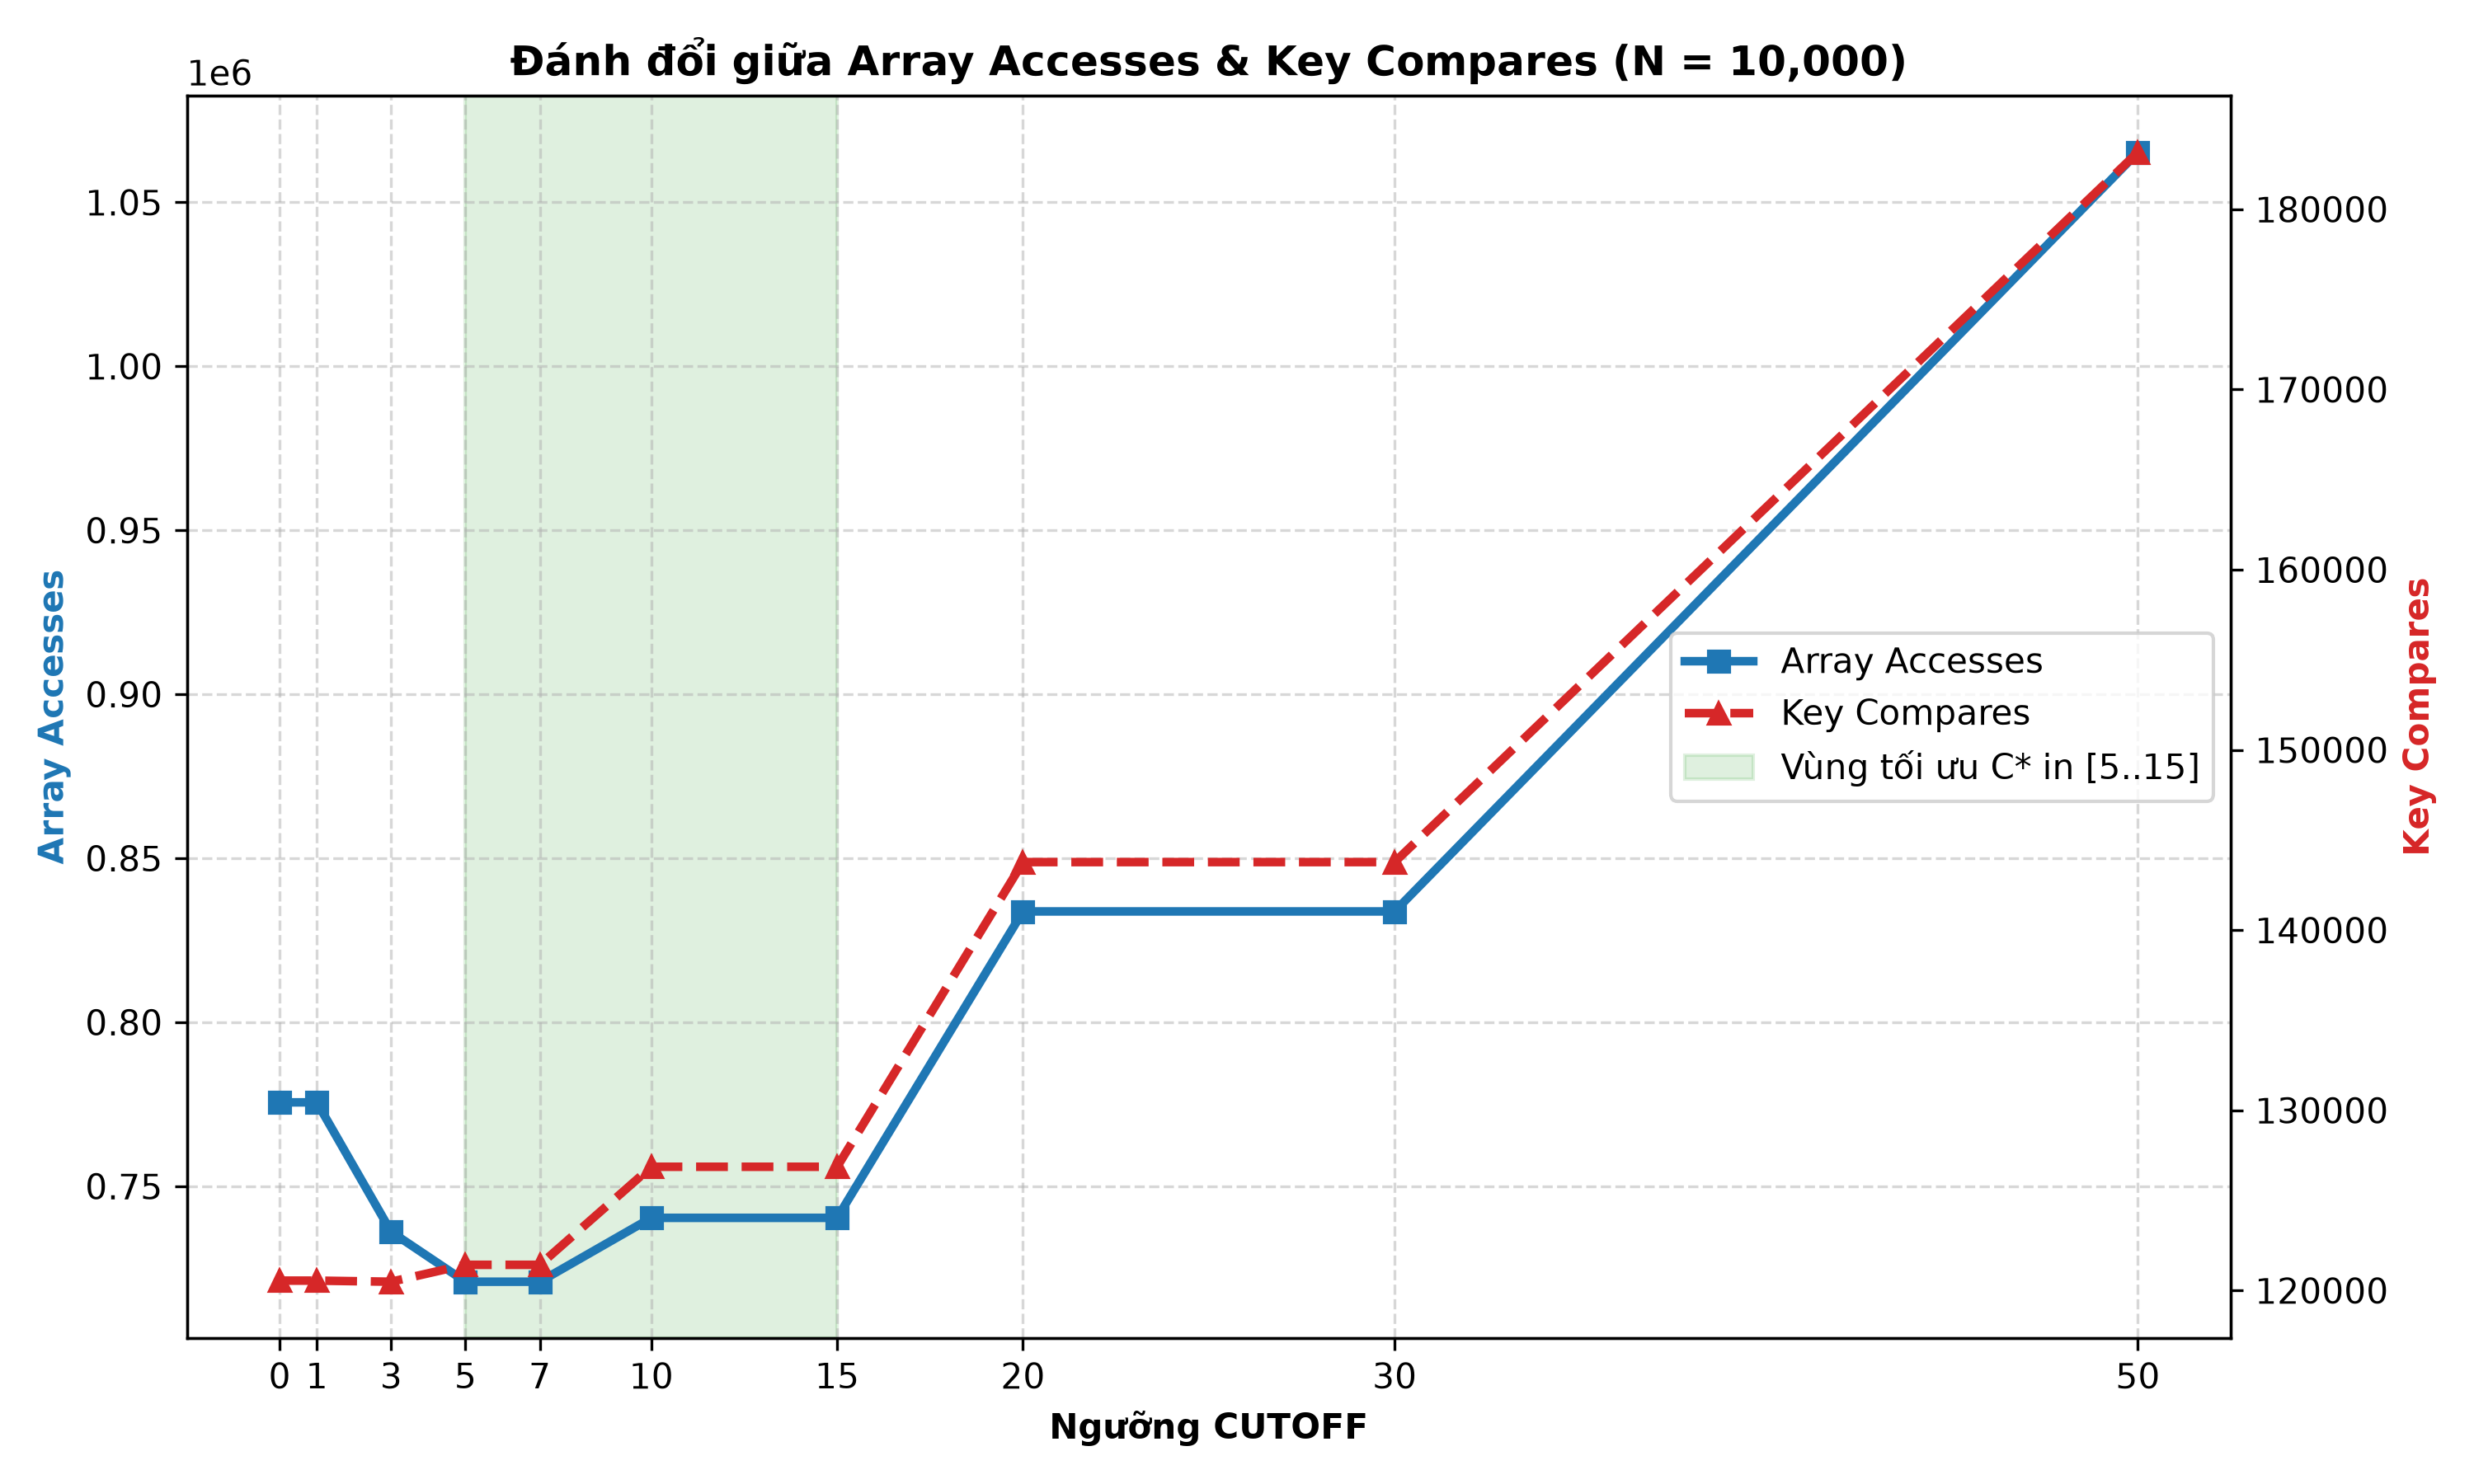 Đánh đổi giữa Array Accesses & Key Compares (N = 10,000)
1e6
1.05
1.00
0.95
0.90
0.85
0.80
0.75
Array Accesses
180000
170000
160000
150000
140000
130000
120000
Key Compares
Array Accesses
Key Compares
Vùng tối ưu C* in [5..15]
0 1 3 5 7 10 15 20 30 50
Ngưỡng CUTOFF